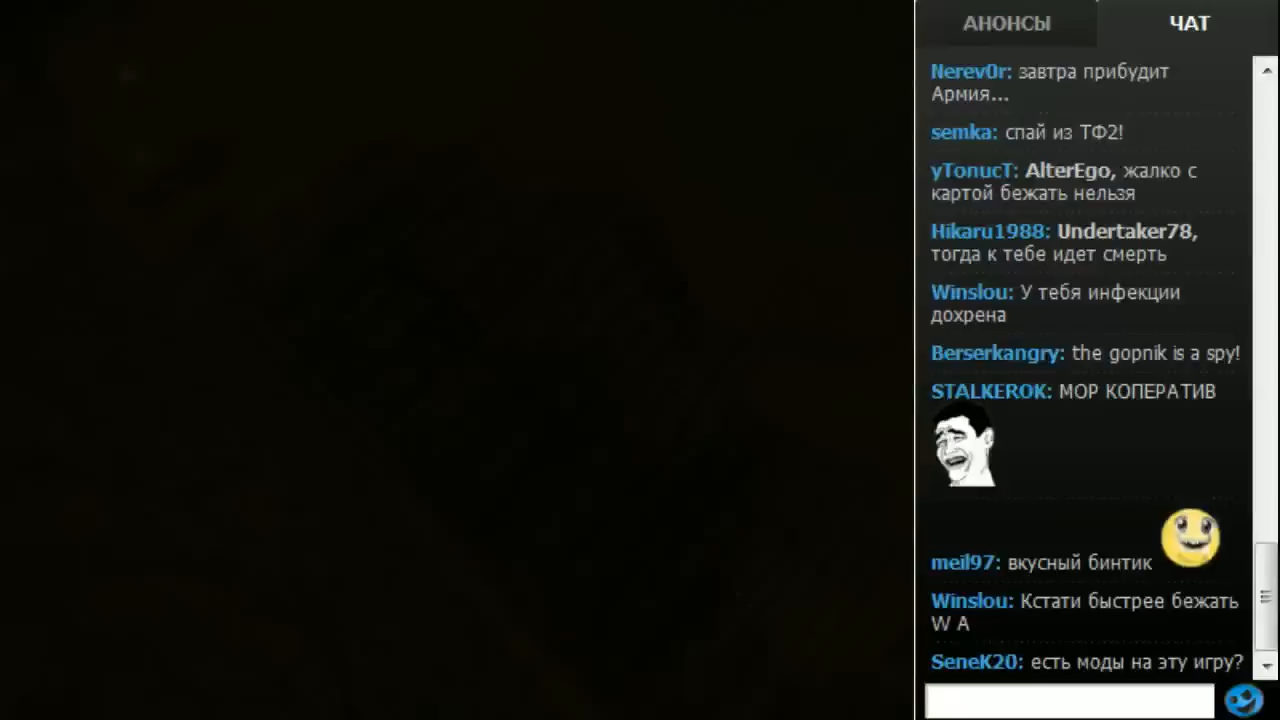 АНОНСЫ ЧАТ
Nerev0r: завтра прибудит
Армия...
semka: спай из ТФ2!
yTonucT: AlterEgo, жалко с
картой бежать нельзя
Hikaru1988: Undertaker78,
тогда к тебе идет смерть
Winslou: У тебя инфекции
дохрена
Berserkangry: the gopnik is a spy!
STALKEROK: МОР КОПЕРАТИВ
meil97: вкусный бинтик
Winslou: Кстати быстрее бежать
W A
SeneK20: есть моды на эту игру?